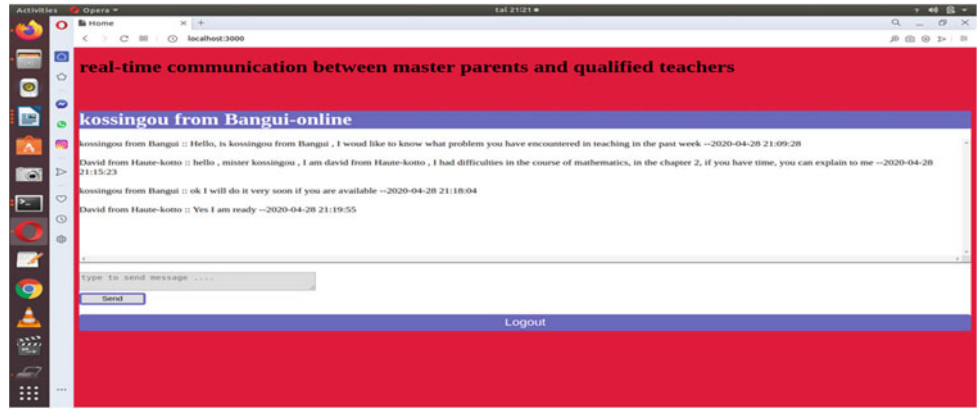 Activities Opera tal 21:21
Home
localhost:3000
real-time communication between master parents and qualified teachers
kossingou from Bangui-online
kossingou from Bangui :: Hello, is kossingou from Bangui , I woud like to know what problem you have encountered in teaching in the past week --2020-04-28 21:09:28
David from Haute-kotto :: hello , mister kossingou , I am david from Haute-kotto , I had difficulties in the course of mathematics, in the chapter 2, if you have time, you can explain to me --2020-04-28
21:15:23
kossingou from Bangui :: ok I will do it very soon if you are available --2020-04-28 21:18:04
David from Haute-kotto :: Yes I am ready --2020-04-28 21:19:55
type to send message ....
Send
Logout